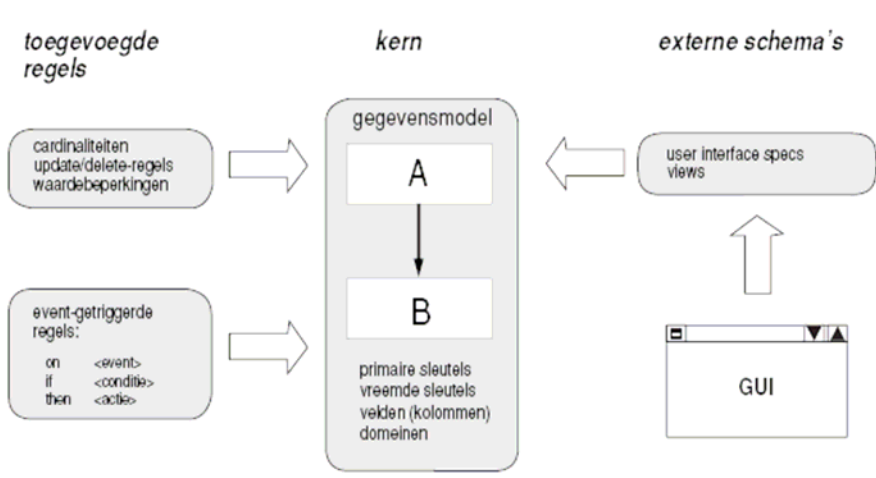 toegevoegde
regels
kern
externe schema's
cardinaliteiten
update/delete-regels
waardebeperkingen
event-getriggerde
regels:
on <event>
if <conditie>
then <actie>
gegevensmodel
A
B
primaire sleutels
vreemde sleutels
velden (kolommen)
domeinen
user interface specs
views
GUI